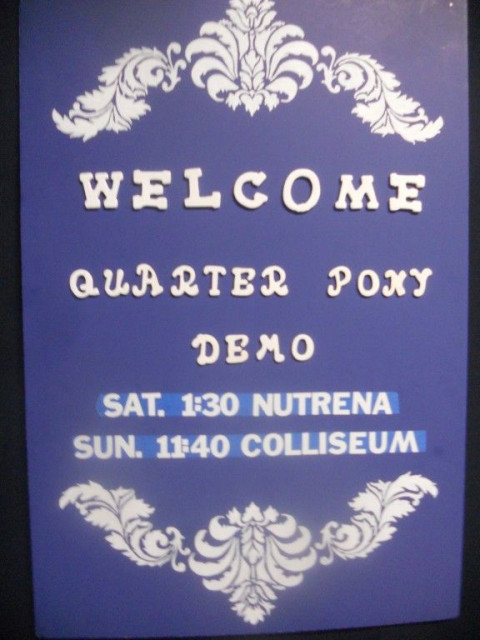 WELCOME
QUARTER PONY
DEMO
SAT. 1:30 NUTRENA
SUN. 11:40 COLLISEUM